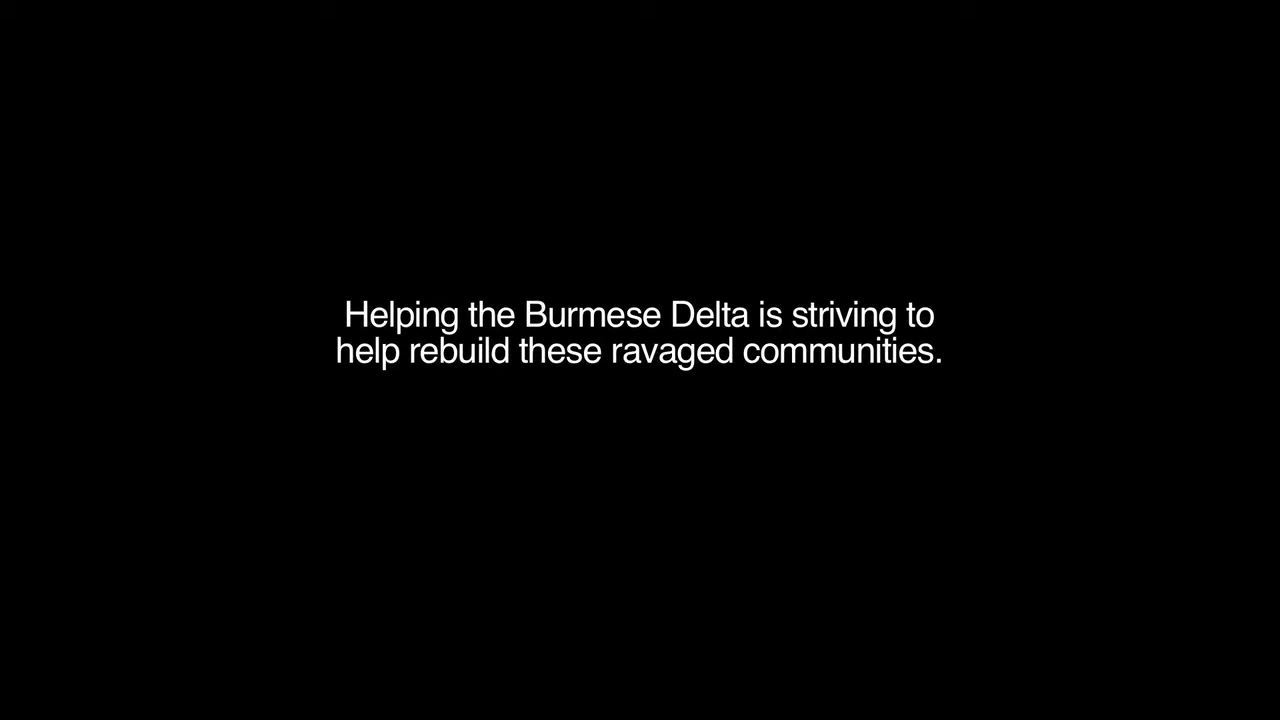 Helping the Burmese Delta is striving to
help rebuild these ravaged communities.